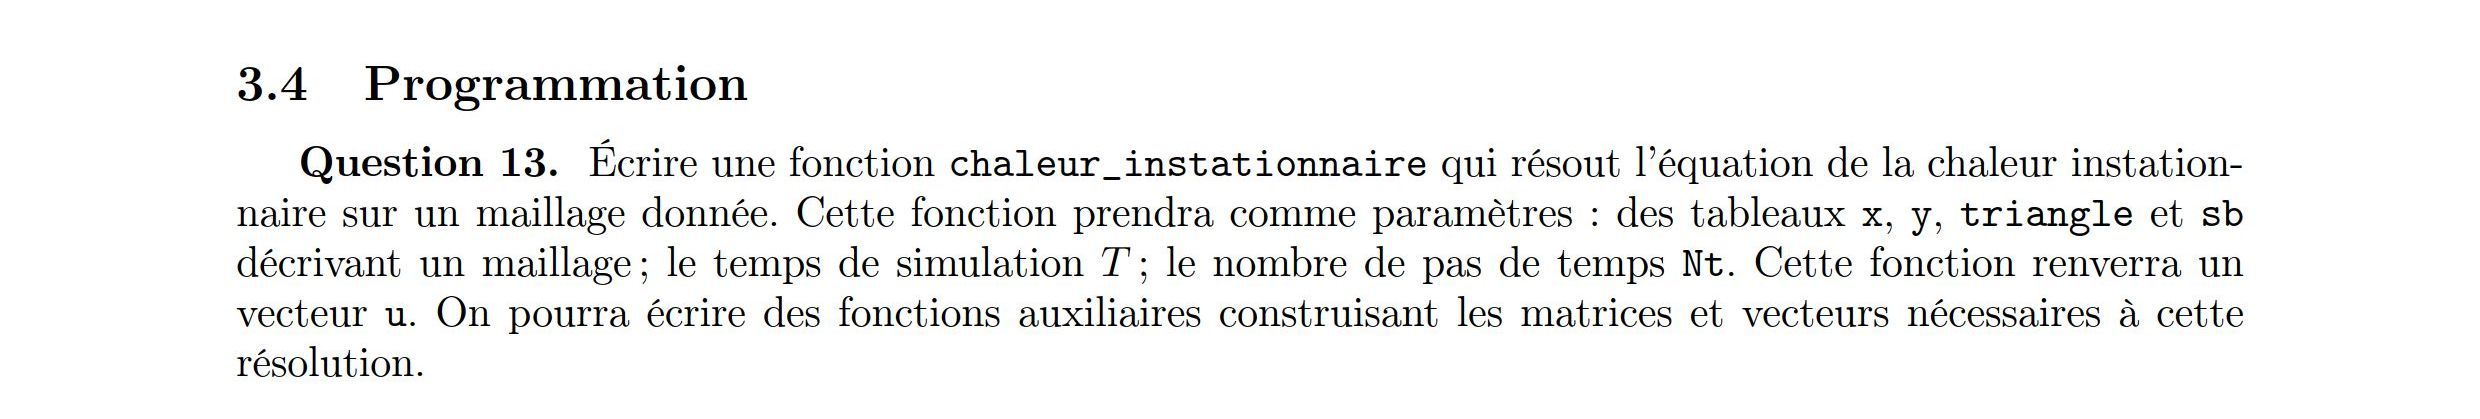 3.4 Programmation
Question 13. Écrire une fonction chaleur_instationnaire qui résout l'équation de la chaleur instation-
naire sur un maillage donnée. Cette fonction prendra comme paramètres : des tableaux x, y, triangle et sb
décrivant un maillage ; le temps de simulation T ; le nombre de pas de temps Nt. Cette fonction renverra un
vecteur u. On pourra écrire des fonctions auxiliaires construisant les matrices et vecteurs nécessaires à cette
résolution.